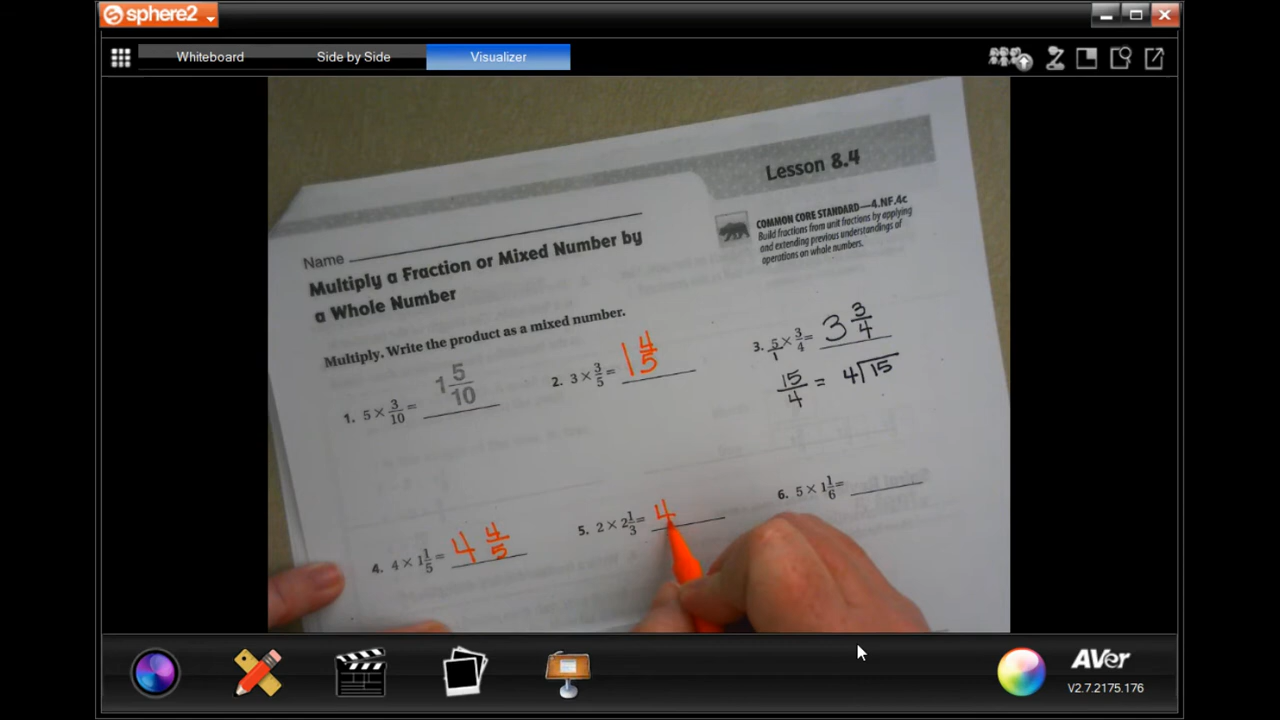 sphere2
Whiteboard Side by Side Visualizer
Lesson 8.4
COMMON CORE STANDARD—4.NF.4c
Build fractions from unit fractions by applying
and extending previous understandings of
operations on whole numbers.
Name
Multiply a Fraction or Mixed Number by
a Whole Number
Multiply. Write the product as a mixed number.
1. 5 × 3/10 = 1 5/10
2. 3 × 3/5 = 1 4/5
3. 5/1 × 3/4 = 3 3/4
15/4 = 4⟌15
4. 4 × 1 1/5 = 4 4/5
5. 2 × 2 1/3 = 4
6. 5 × 1 1/6 =
AVer
V2.7.2175.176